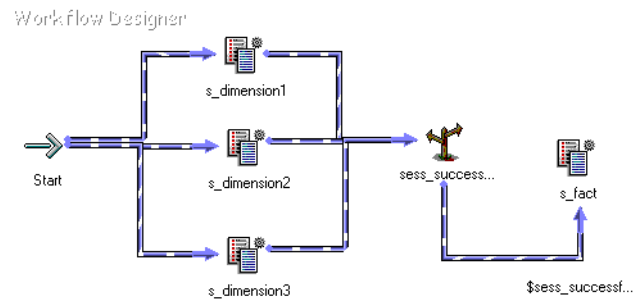 Workflow Designer
s_dimension1
Start
sess_success...
s_dimension2
s_fact
$sess_successf...
s_dimension3